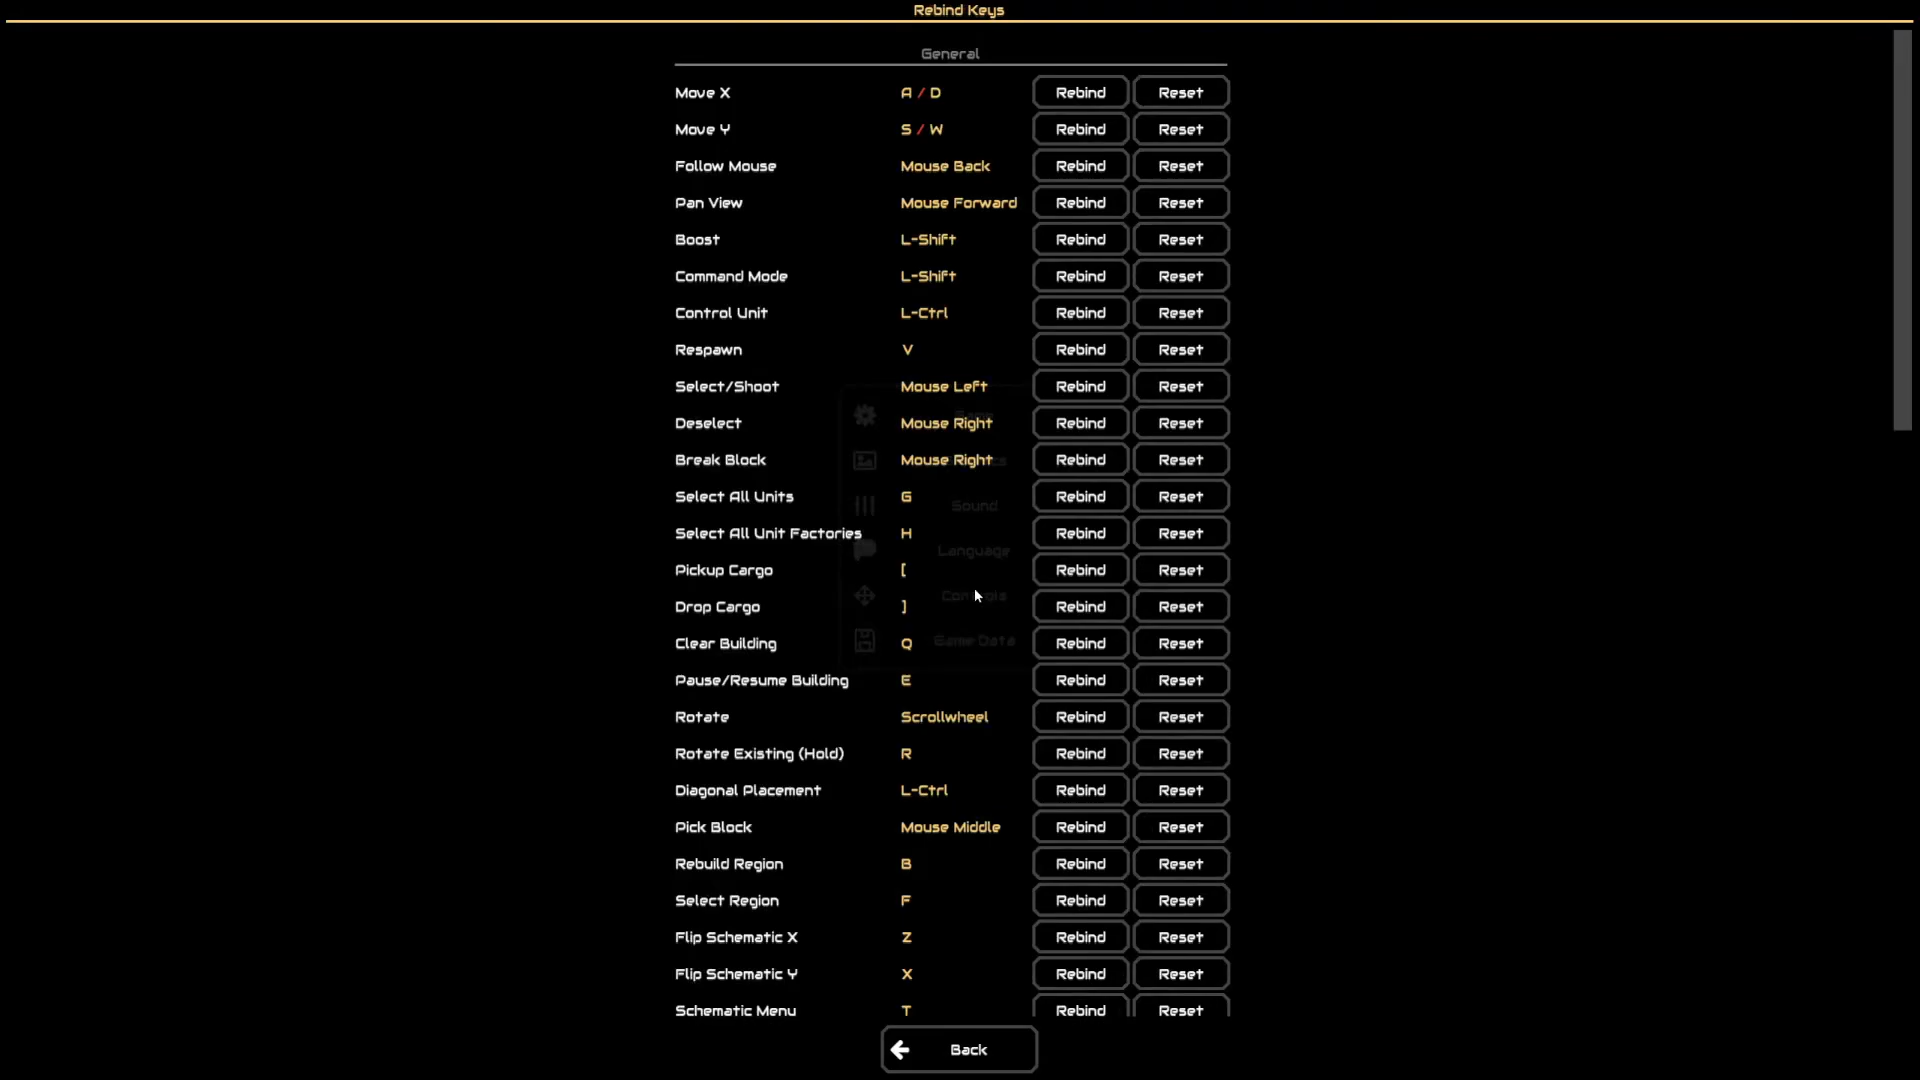 Rebind Keys
General
Move X A / D Rebind Reset
Move Y S / W Rebind Reset
Follow Mouse Mouse Back Rebind Reset
Pan View Mouse Forward Rebind Reset
Boost L-Shift Rebind Reset
Command Mode L-Shift Rebind Reset
Control Unit L-Ctrl Rebind Reset
Respawn V Rebind Reset
Select/Shoot Mouse Left Rebind Reset
Deselect Mouse Right Rebind Reset
Break Block Mouse Right Rebind Reset
Select All Units G Rebind Reset
Sound
Select All Unit Factories H Rebind Reset
Language
Pickup Cargo [ Rebind Reset
Drop Cargo ] Rebind Reset
Clear Building Q Game Data Rebind Reset
Pause/Resume Building E Rebind Reset
Rotate Scrollwheel Rebind Reset
Rotate Existing (Hold) R Rebind Reset
Diagonal Placement L-Ctrl Rebind Reset
Pick Block Mouse Middle Rebind Reset
Rebuild Region B Rebind Reset
Select Region F Rebind Reset
Flip Schematic X Z Rebind Reset
Flip Schematic Y X Rebind Reset
Schematic Menu T Rebind Reset
Back